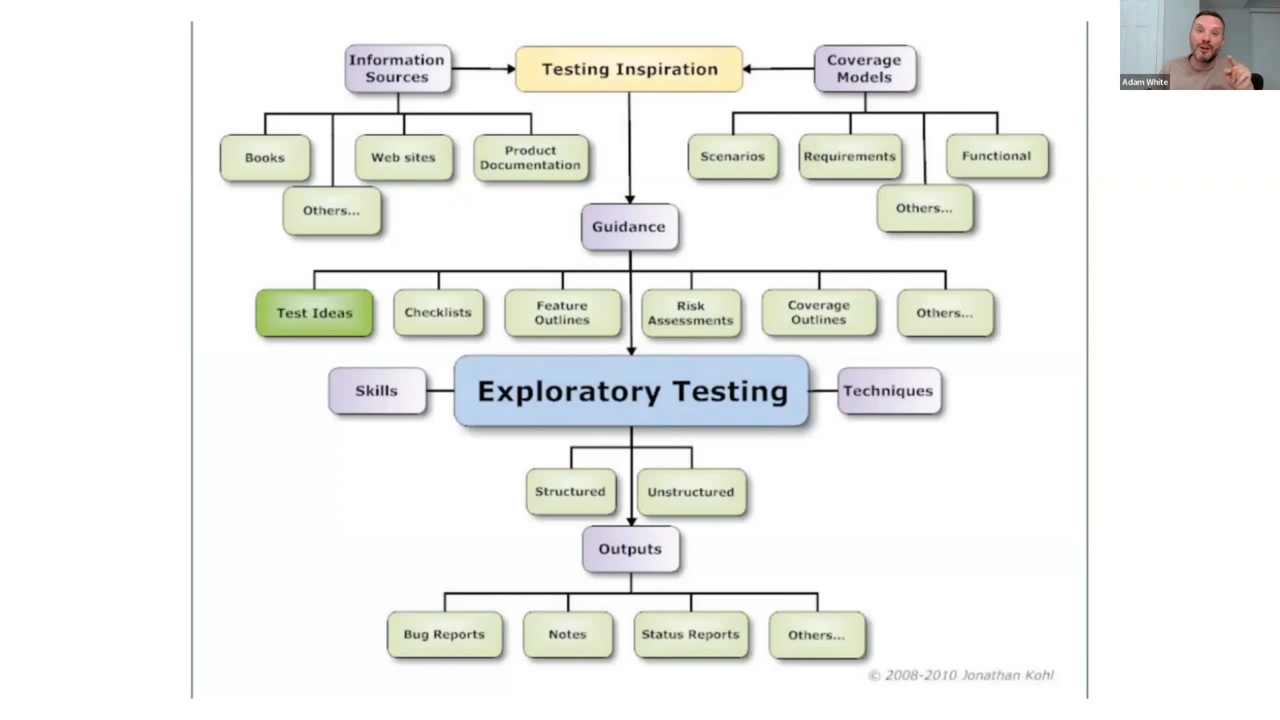 Information
Sources
Testing Inspiration
Coverage
Models
Adam White
Books
Web sites
Product
Documentation
Others...
Scenarios
Requirements
Functional
Others...
Guidance
Test Ideas
Checklists
Feature
Outlines
Risk
Assessments
Coverage
Outlines
Others...
Skills
Exploratory Testing
Techniques
Structured
Unstructured
Outputs
Bug Reports
Notes
Status Reports
Others...
© 2008-2010 Jonathan Kohl